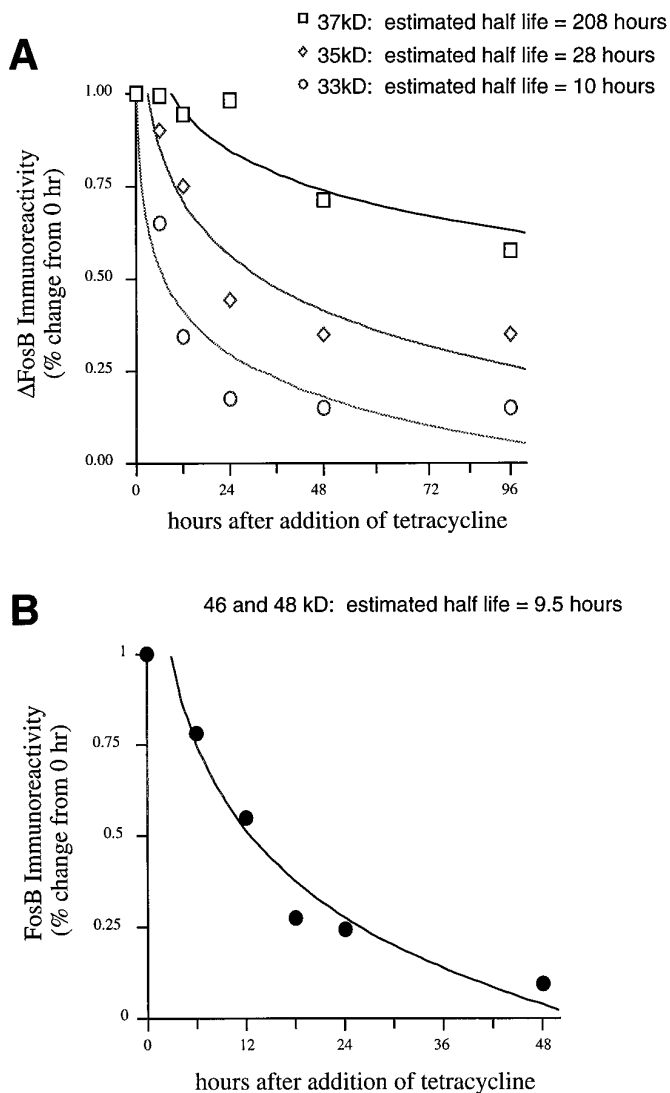 A
37kD: estimated half life = 208 hours
35kD: estimated half life = 28 hours
33kD: estimated half life = 10 hours
ΔFosB Immunoreactivity
(% change from 0 hr)
1.00
0.75
0.50
0.25
0.00
0 24 48 72 96
hours after addition of tetracycline
B
46 and 48 kD: estimated half life = 9.5 hours
FosB Immunoreactivity
(% change from 0 hr)
1
0.75
0.5
0.25
0
0 12 24 36 48
hours after addition of tetracycline